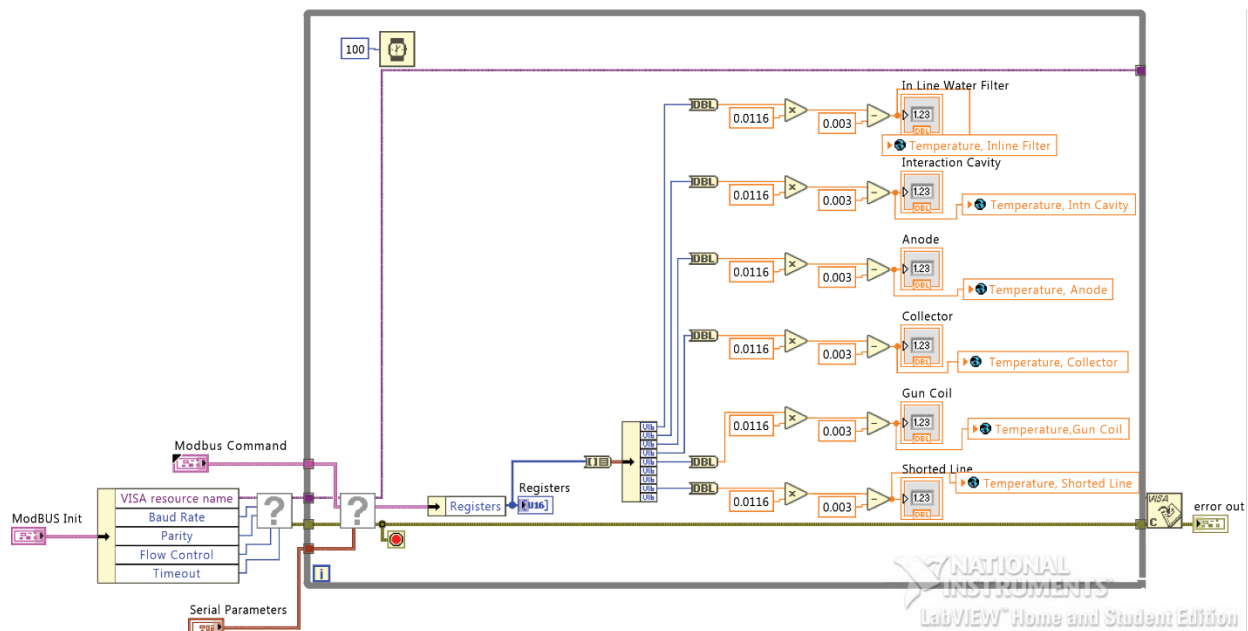 100
In Line Water Filter
DBL
0.0116
×
0.003
−
1.23
DBL
Temperature, Inline Filter
Interaction Cavity
DBL
0.0116
×
0.003
−
1.23
DBL
Temperature, Intn Cavity
Anode
DBL
0.0116
×
0.003
−
1.23
DBL
Temperature, Anode
Collector
DBL
0.0116
×
0.003
−
1.23
DBL
Temperature, Collector
Gun Coil
DBL
0.0116
×
0.003
−
1.23
DBL
Temperature,Gun Coil
Shorted Line
DBL
0.0116
×
0.003
−
1.23
DBL
Temperature, Shorted Line
Modbus Command
Registers
Registers
U16
ModBUS Init
VISA resource name
Baud Rate
Parity
Flow Control
Timeout
?
?
i
Serial Parameters
VISA
C
error out
NATIONAL
INSTRUMENTS™
LabVIEW™ Home and Student Edition